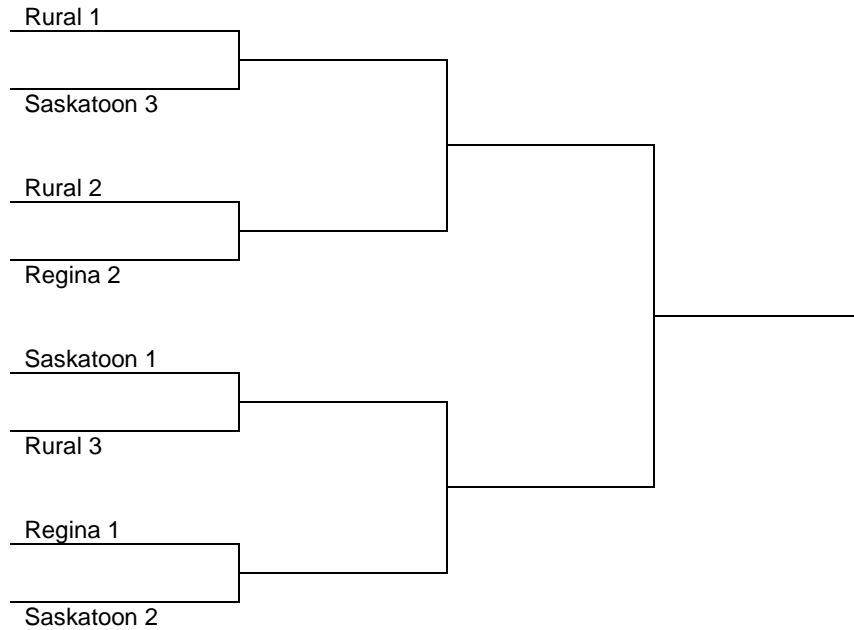 Rural 1
Saskatoon 3
Rural 2
Regina 2
Saskatoon 1
Rural 3
Regina 1
Saskatoon 2